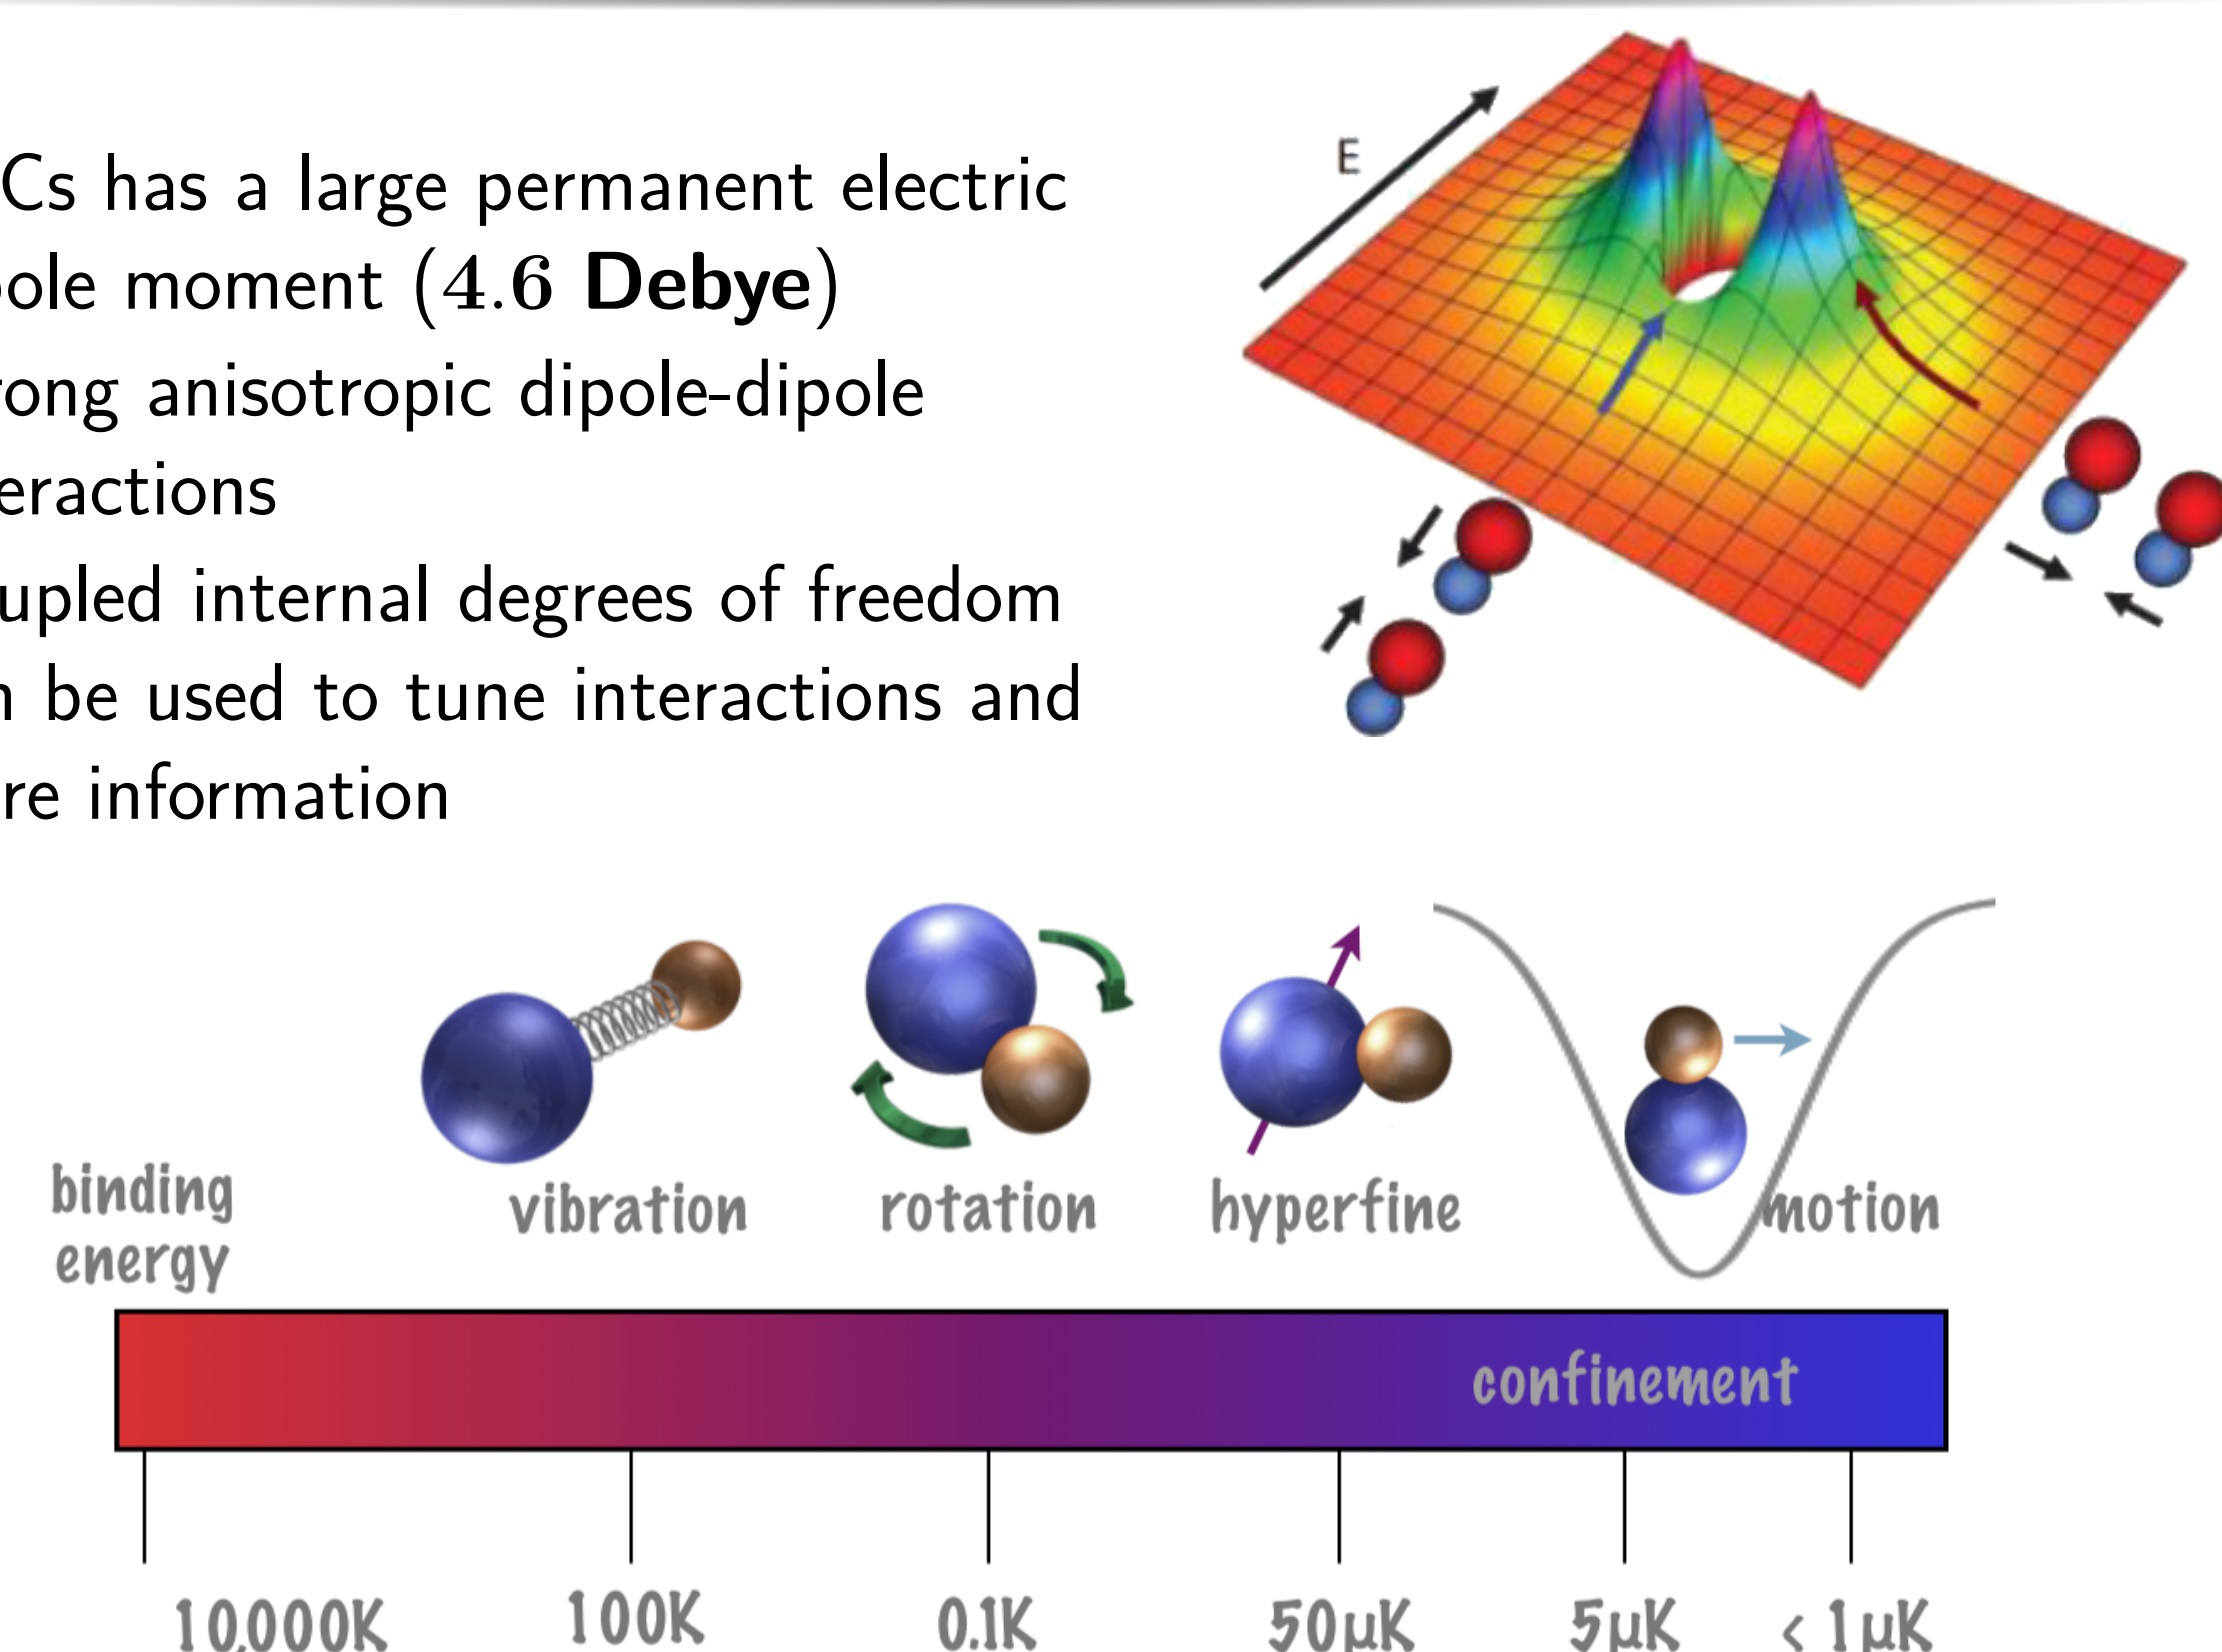 Cs has a large permanent electric
pole moment (4.6 Debye)
rong anisotropic dipole-dipole
eractions
upled internal degrees of freedom
n be used to tune interactions and
re information
E
binding
energy
vibration
rotation
hyperfine
motion
confinement
10,000K
100K
0.1K
50μK
5μK
< 1μK